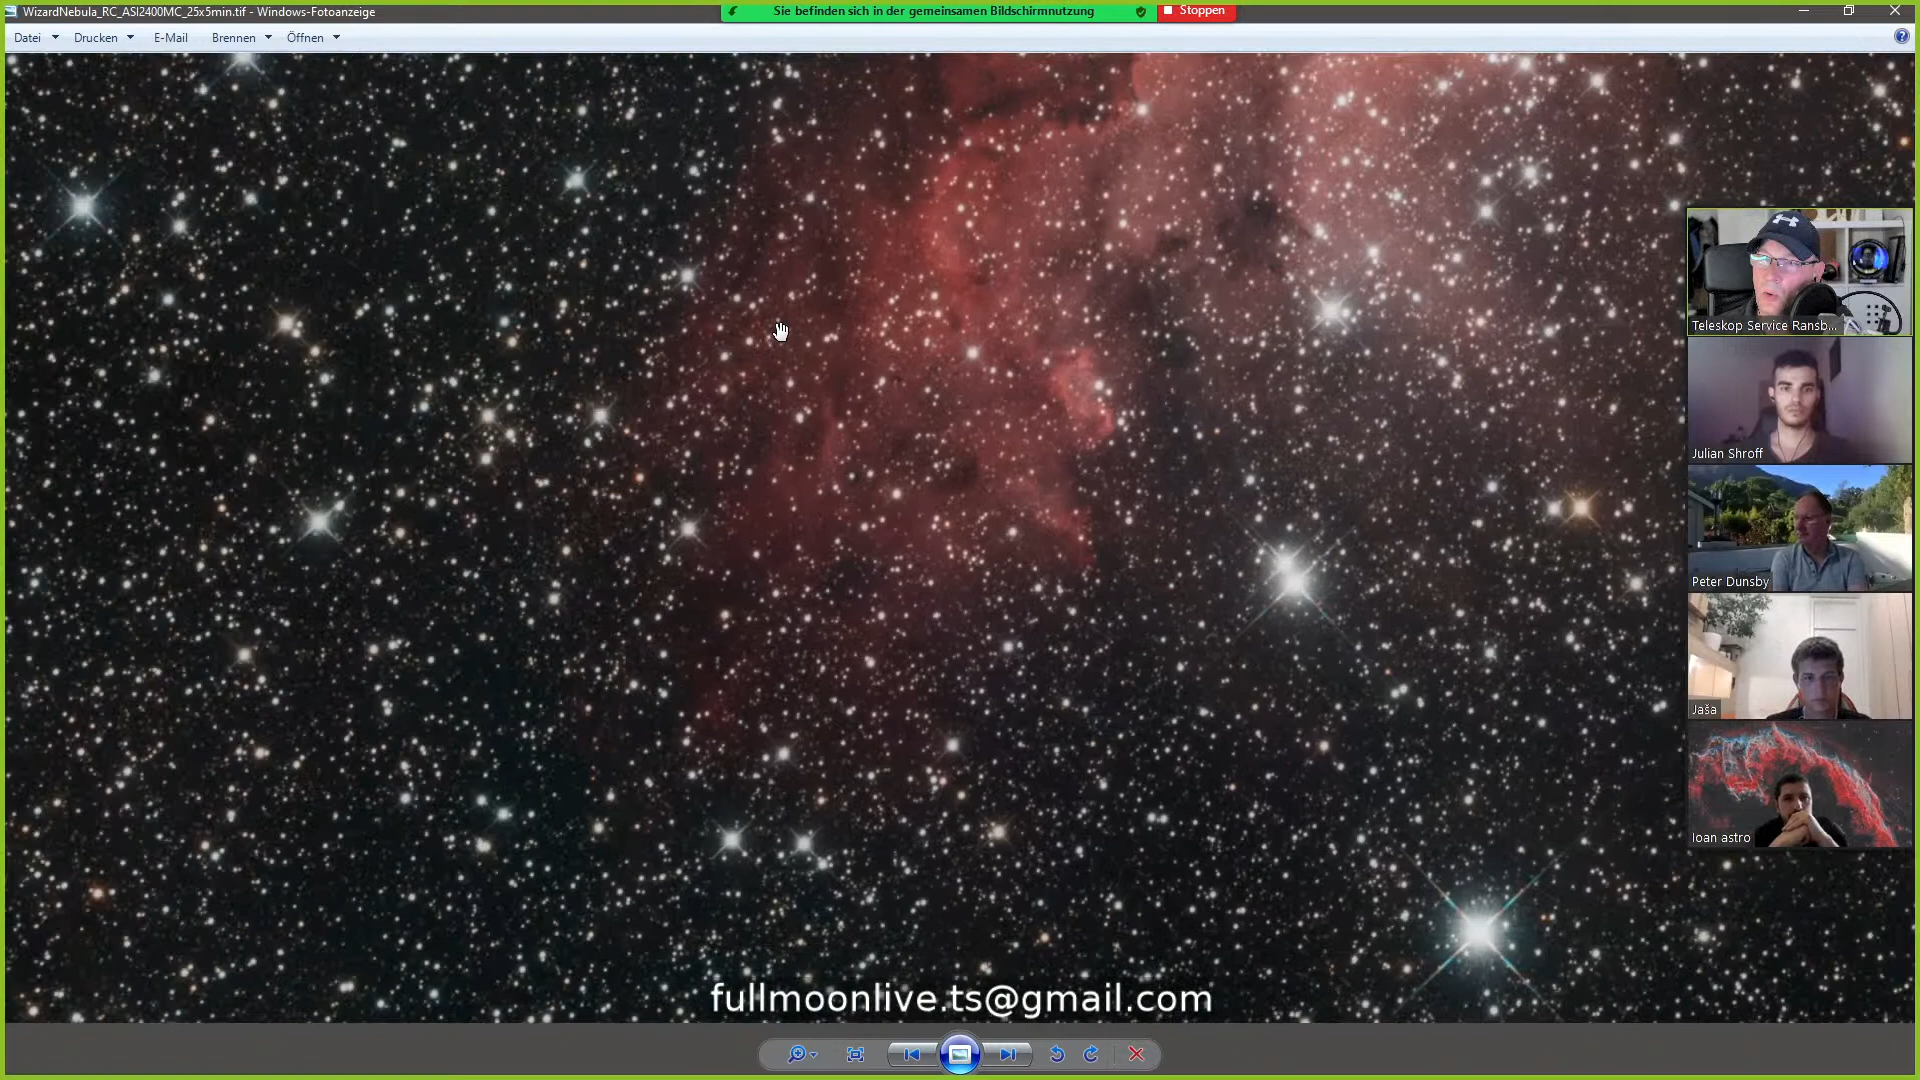 WizardNebula_RC_ASI2400MC_25x5min.tif - Windows-Fotoanzeige
Sie befinden sich in der gemeinsamen Bildschirmnutzung
Stoppen
Datei Drucken E-Mail Brennen Öffnen
Teleskop Service Ransb...
Julian Shroff
Peter Dunsby
Jaša
Ioan astro
fullmoonlive.ts@gmail.com